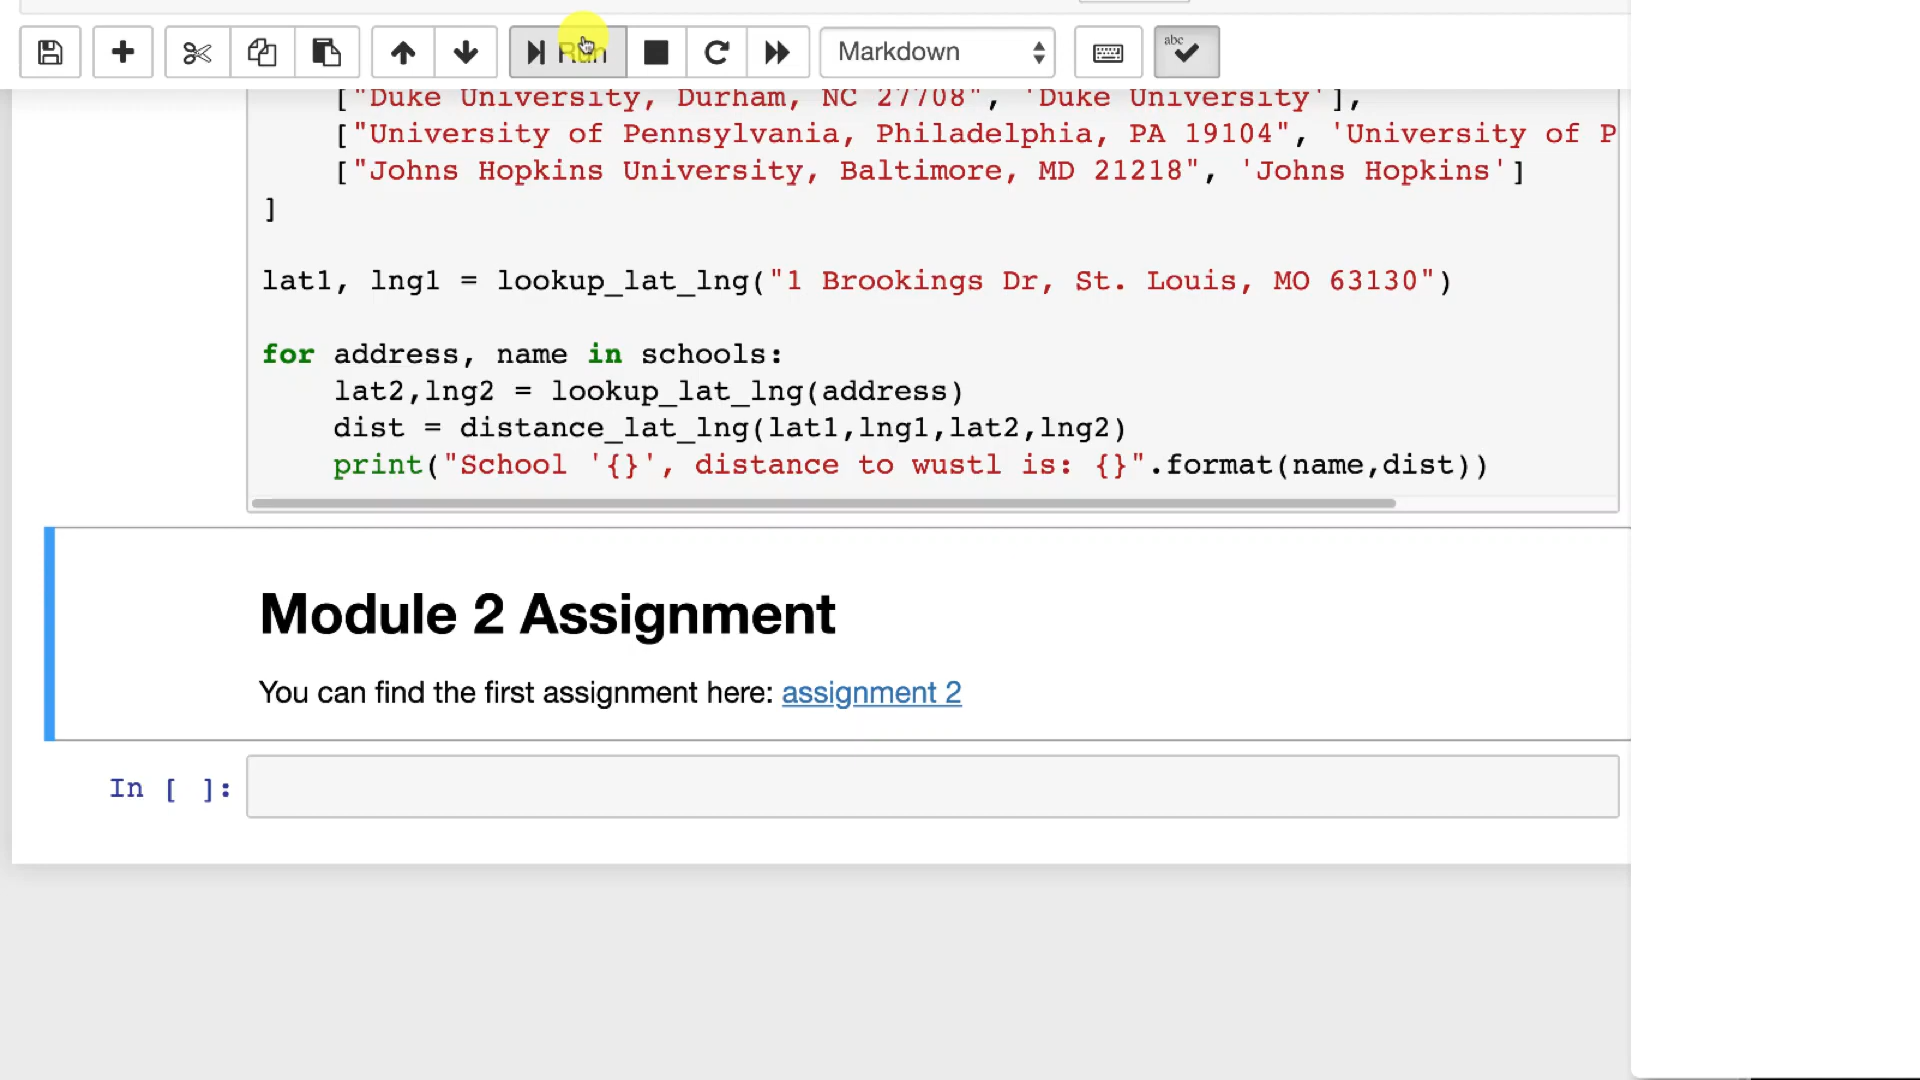 Run
Markdown
abc
["Duke University, Durham, NC 27708", 'Duke University'],
["University of Pennsylvania, Philadelphia, PA 19104", 'University of P
["Johns Hopkins University, Baltimore, MD 21218", 'Johns Hopkins']
]
lat1, lng1 = lookup_lat_lng("1 Brookings Dr, St. Louis, MO 63130")
for address, name in schools:
lat2,lng2 = lookup_lat_lng(address)
dist = distance_lat_lng(lat1,lng1,lat2,lng2)
print("School '{}', distance to wustl is: {}".format(name,dist))
Module 2 Assignment
You can find the first assignment here: assignment 2
In [ ]: